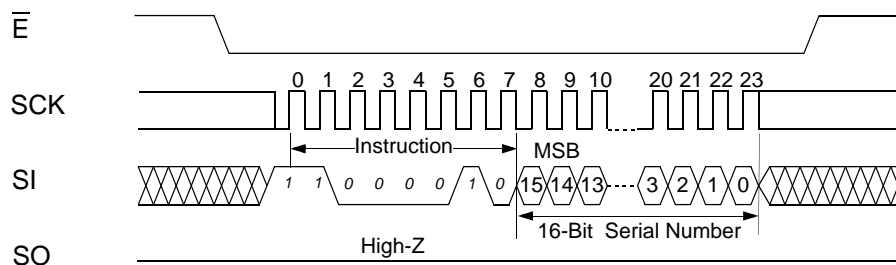 E
SCK 0 1 2 3 4 5 6 7 8 9 10 20 21 22 23
Instruction MSB
SI 1 1 0 0 0 0 1 0 15 14 13 3 2 1 0
16-Bit Serial Number
High-Z
SO